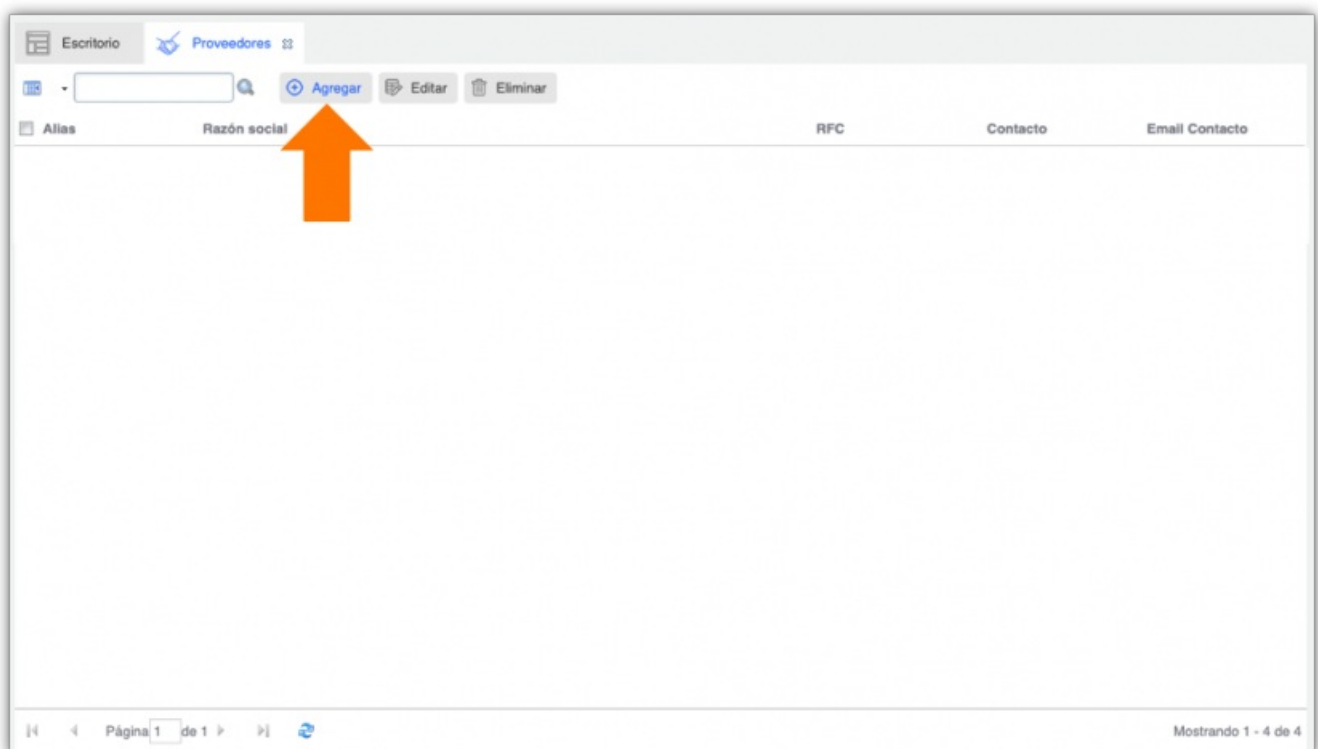 Escritorio Proveedores
Agregar Editar Eliminar
Alias Razón social RFC Contacto Email Contacto
Página 1 de 1 Mostrando 1 - 4 de 4